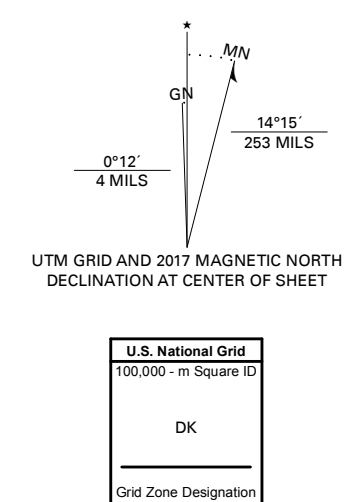 ★
MN
GN
14°15´
253 MILS
0°12´
4 MILS
UTM GRID AND 2017 MAGNETIC NORTH
DECLINATION AT CENTER OF SHEET
U.S. National Grid
100,000 - m Square ID
DK
Grid Zone Designation